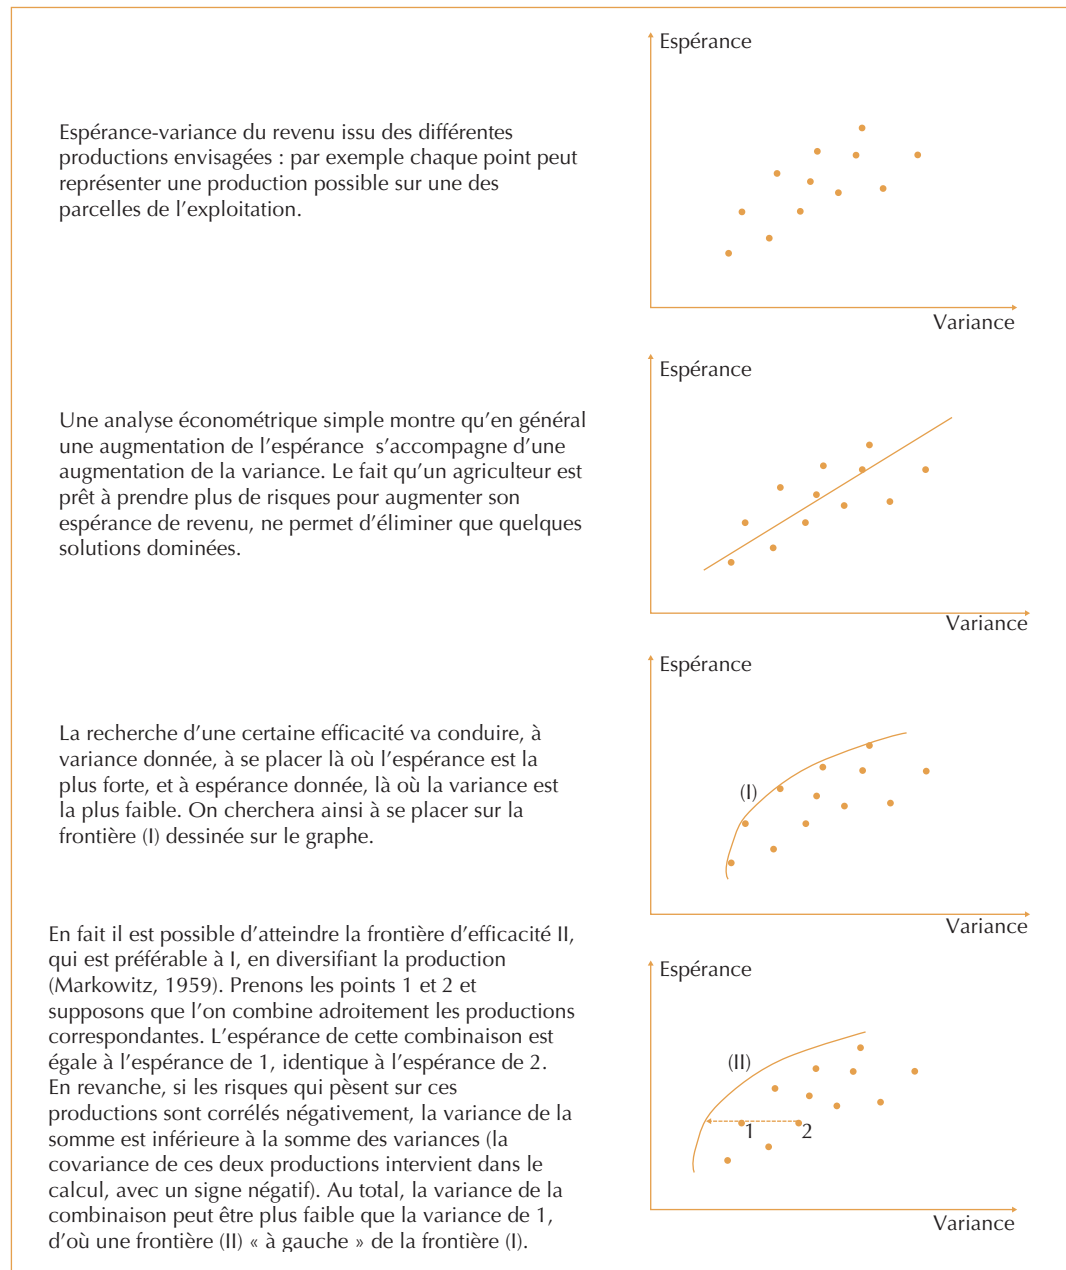 Espérance
Espérance-variance du revenu issu des différentes
productions envisagées : par exemple chaque point peut
représenter une production possible sur une des
parcelles de l'exploitation.
Variance
Espérance
Une analyse économétrique simple montre qu'en général
une augmentation de l'espérance s'accompagne d'une
augmentation de la variance. Le fait qu'un agriculteur est
prêt à prendre plus de risques pour augmenter son
espérance de revenu, ne permet d'éliminer que quelques
solutions dominées.
Variance
Espérance
La recherche d'une certaine efficacité va conduire, à
variance donnée, à se placer là où l'espérance est la
plus forte, et à espérance donnée, là où la variance est
la plus faible. On cherchera ainsi à se placer sur la
frontière (I) dessinée sur le graphe.
(I)
Variance
En fait il est possible d'atteindre la frontière d'efficacité II,
qui est préférable à I, en diversifiant la production
(Markowitz, 1959). Prenons les points 1 et 2 et
supposons que l'on combine adroitement les productions
correspondantes. L'espérance de cette combinaison est
égale à l'espérance de 1, identique à l'espérance de 2.
En revanche, si les risques qui pèsent sur ces
productions sont corrélés négativement, la variance de la
somme est inférieure à la somme des variances (la
covariance de ces deux productions intervient dans le
calcul, avec un signe négatif). Au total, la variance de la
combinaison peut être plus faible que la variance de 1,
d'où une frontière (II) « à gauche » de la frontière (I).
Espérance
(II)
1 2
Variance